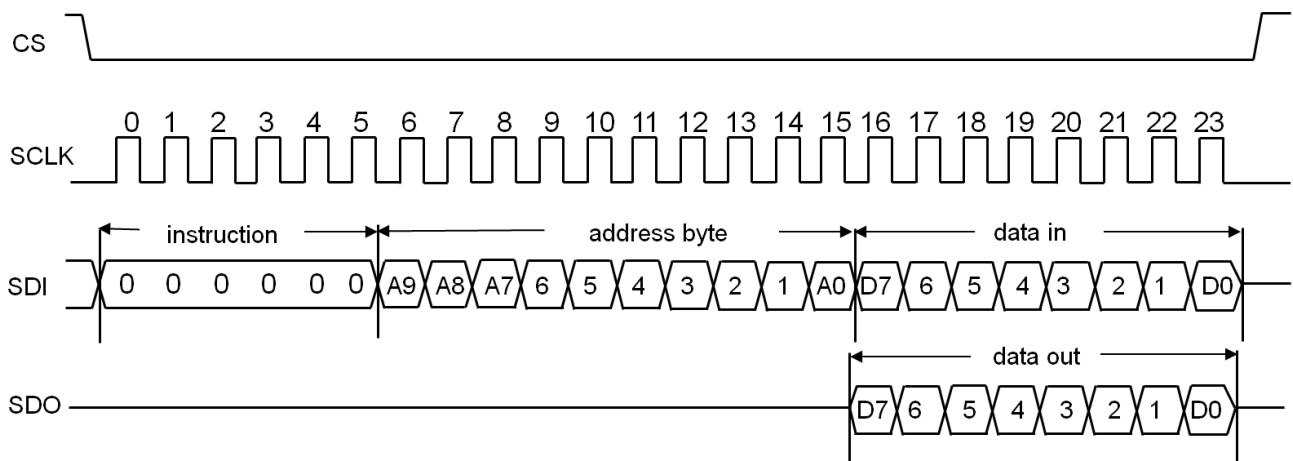 CS
0 1 2 3 4 5 6 7 8 9 10 11 12 13 14 15 16 17 18 19 20 21 22 23
SCLK
instruction address byte data in
SDI 0 0 0 0 0 0 A9 A8 A7 6 5 4 3 2 1 A0 D7 6 5 4 3 2 1 D0
data out
SDO D7 6 5 4 3 2 1 D0